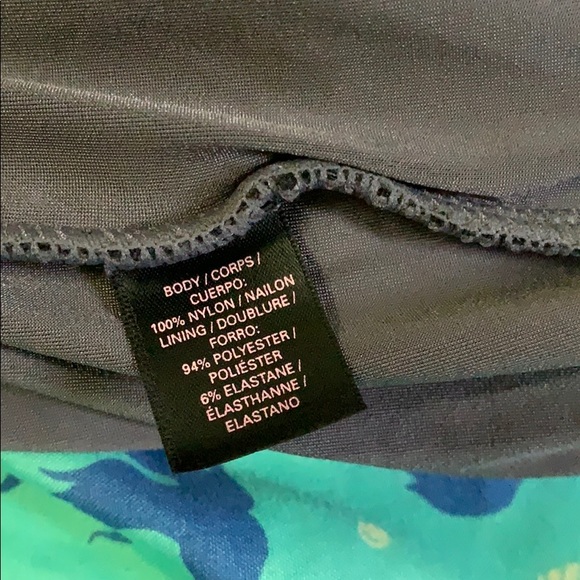 BODY / CORPS /
CUERPO:
100% NYLON / NAILON
LINING / DOUBLURE /
FORRO:
94% POLYESTER /
POLIÉSTER
6% ELASTANE /
ÉLASTHANNE /
ELASTANO